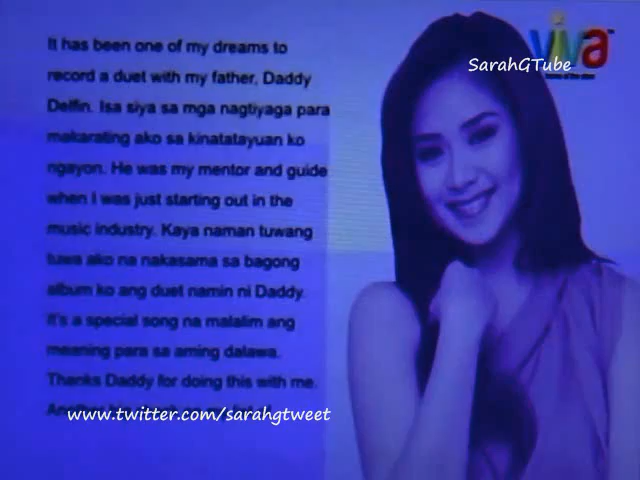 It has been one of my dreams to
record a duet with my father, Daddy
Delfin. Isa siya sa mga nagtiyaga para
makarating ako sa kinatatayuan ko
ngayon. He was my mentor and guide
when I was just starting out in the
music industry. Kaya naman tuwang
tuwa ako na nakasama sa bagong
album ko ang duet namin ni Daddy.
It's a special song na malalim ang
meaning para sa aming dalawa.
Thanks Daddy for doing this with me.
www.twitter.com/sarahgtweet
viva
SarahGTube